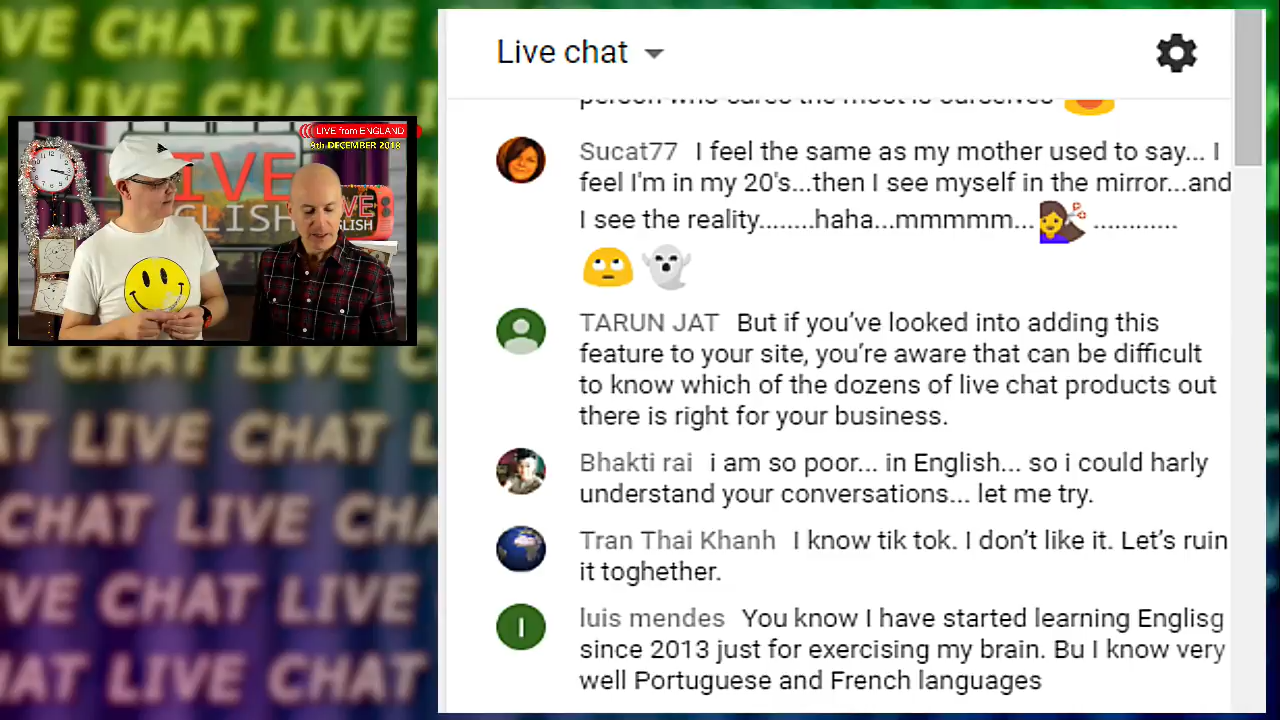 LIVE from ENGLAND
9th DECEMBER 2018
LIVE
ENGLISH
Live chat
Sucat77 I feel the same as my mother used to say... I
feel I'm in my 20's...then I see myself in the mirror...and
I see the reality........haha...mmmmm... ............
TARUN JAT But if you’ve looked into adding this
feature to your site, you’re aware that can be difficult
to know which of the dozens of live chat products out
there is right for your business.
Bhakti rai i am so poor... in English... so i could harly
understand your conversations... let me try.
Tran Thai Khanh I know tik tok. I don’t like it. Let’s ruin
it toghether.
luis mendes You know I have started learning Englisg
since 2013 just for exercising my brain. Bu I know very
well Portuguese and French languages